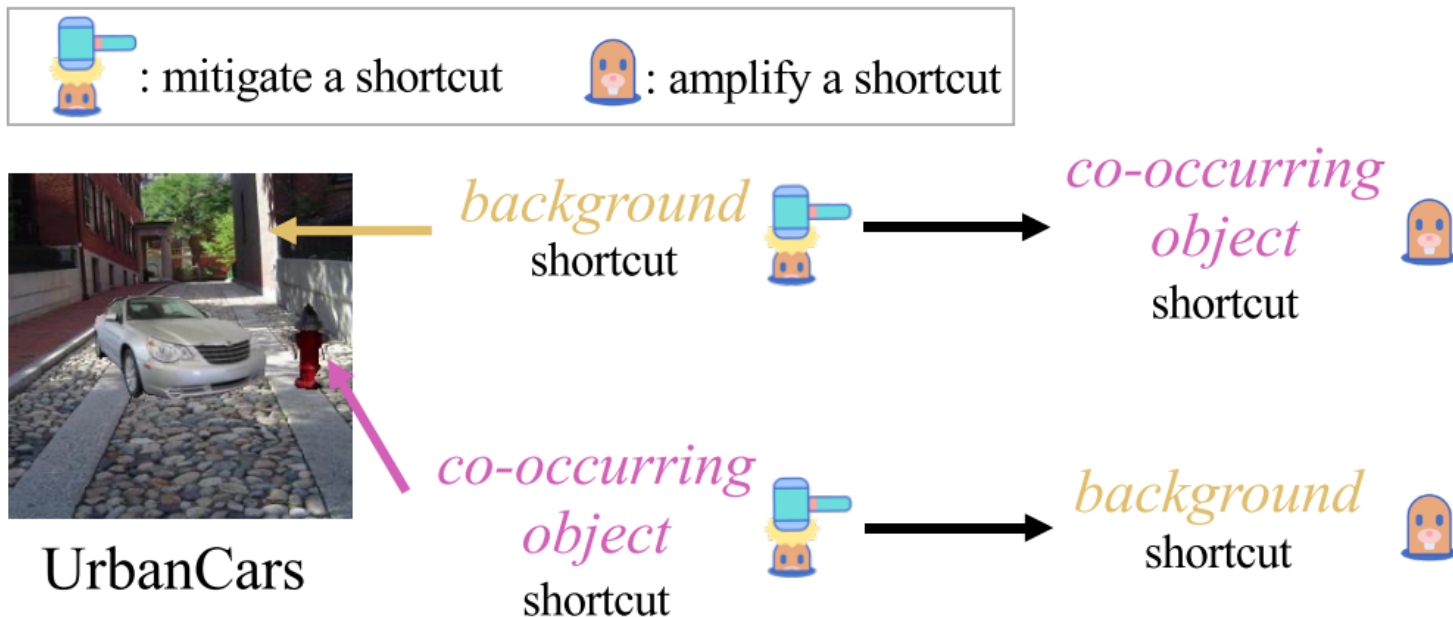 : mitigate a shortcut
: amplify a shortcut
background
shortcut
co-occurring
object
shortcut
co-occurring
object
shortcut
background
shortcut
UrbanCars